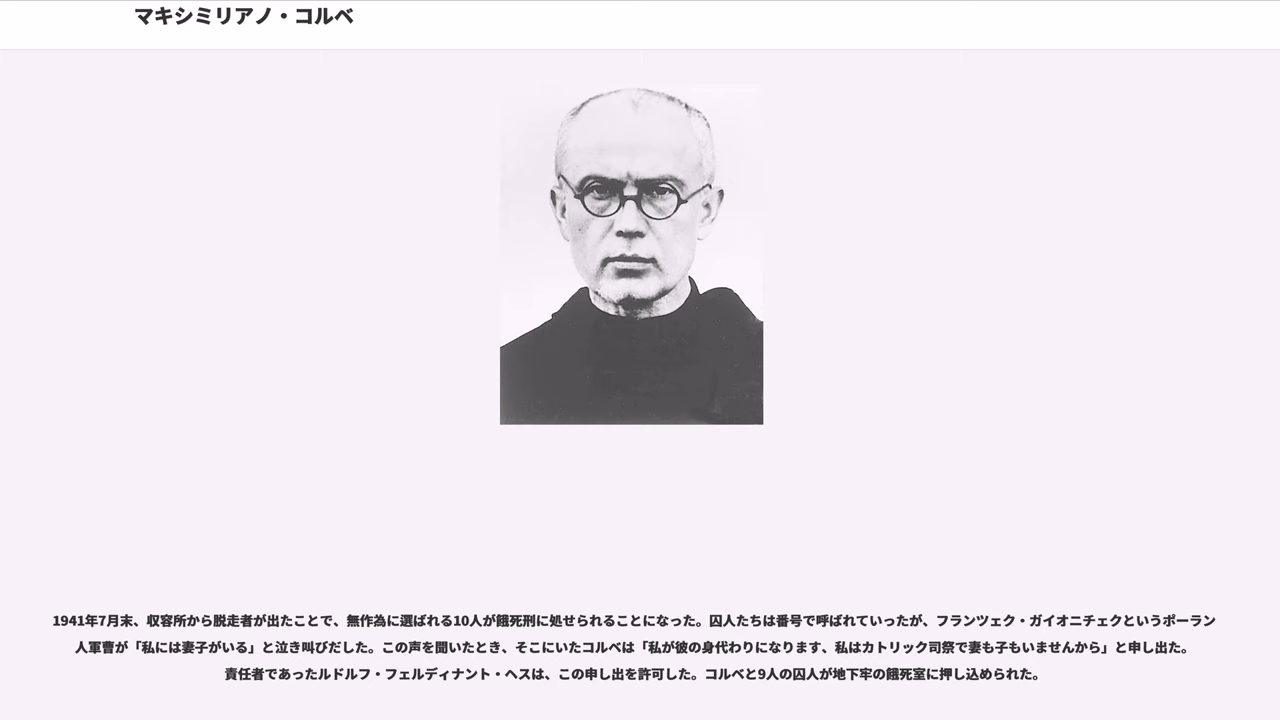 マキシミリアノ・コルベ
1941年7月末、収容所から脱走者が出たことで、無作為に選ばれる10人が餓死刑に処せられることになった。囚人たちは番号で呼ばれていったが、フランツェク・ガイオニチェクというポーラン
人軍曹が「私には妻子がいる」と泣き叫びだした。この声を聞いたとき、そこにいたコルベは「私が彼の身代わりになります、私はカトリック司祭で妻も子もいませんから」と申し出た。
責任者であったルドルフ・フェルディナント・ヘスは、この申し出を許可した。コルベと9人の囚人が地下牢の餓死室に押し込められた。